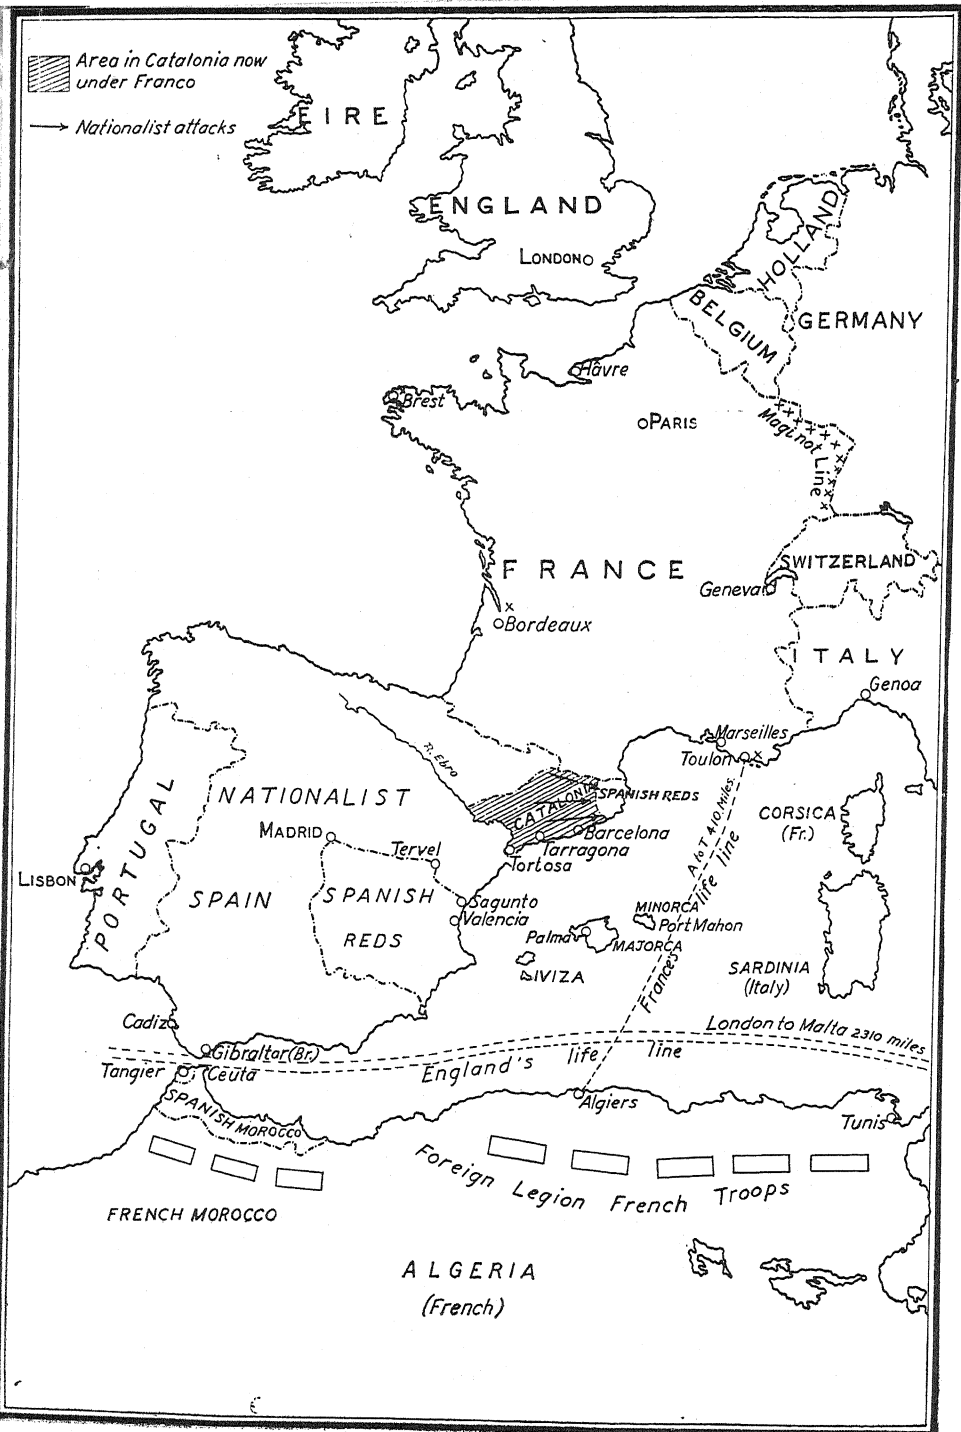 Area in Catalonia now
under Franco
Nationalist attacks
EIRE
ENGLAND
LONDON
HOLLAND
BELGIUM
GERMANY
Hâvre
Brest
PARIS
Maginot Line
FRANCE
SWITZERLAND
Geneva
x
Bordeaux
ITALY
Genoa
Marseilles
Toulon x
R. Ebro
NATIONALIST
CATALONIA
SPANISH REDS
A to T 410 Miles.
CORSICA
(Fr.)
PORTUGAL
MADRID
Barcelona
Tervel
Tarragona
Tortosa
LISBON
SPAIN
SPANISH
REDS
Sagunto
Valencia
MINORCA
Port Mahon
Palma
MAJORCA
IVIZA
France's life line
SARDINIA
(Italy)
Cadiz
London to Malta 2310 miles
Gibraltar (Br.)
England's life line
Tangier
Ceuta
SPANISH MOROCCO
Algiers
Tunis
Foreign Legion French Troops
FRENCH MOROCCO
ALGERIA
(French)